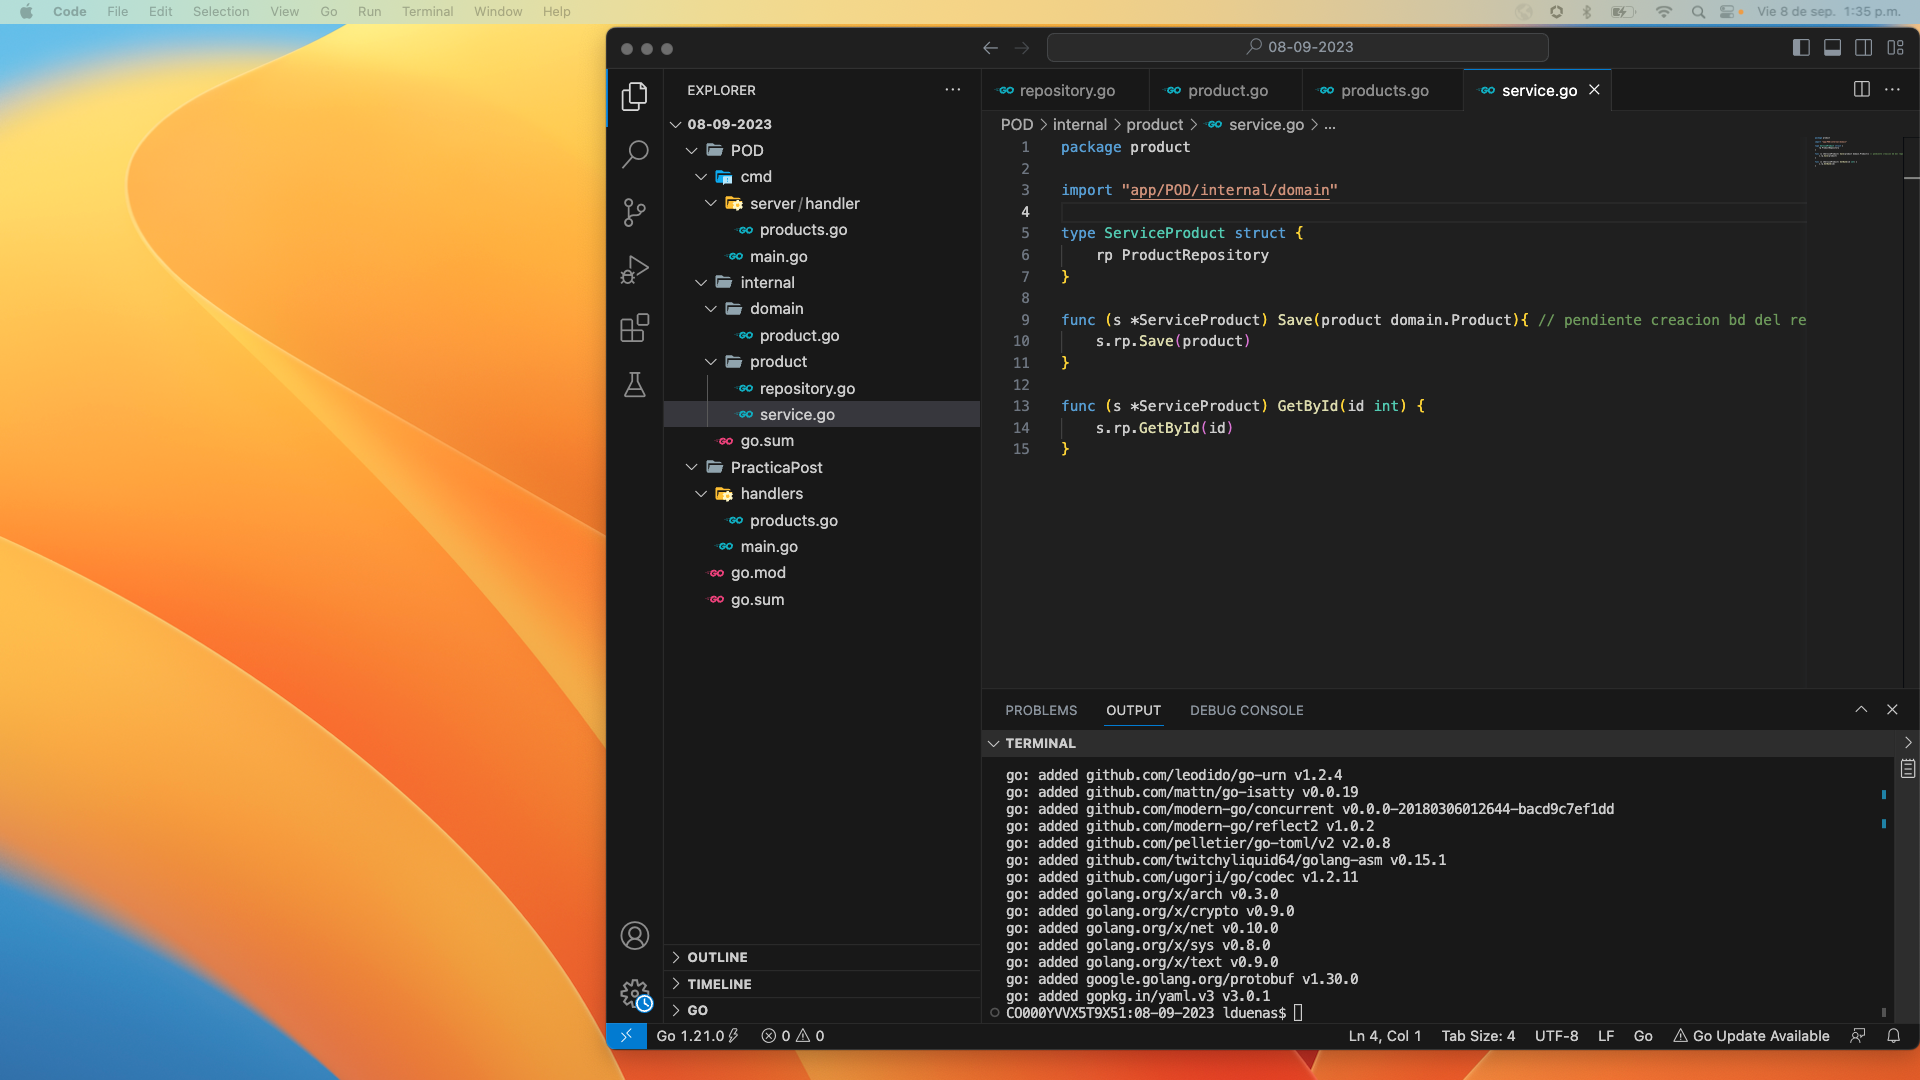 Code File Edit Selection View Go Run Terminal Window Help Vie 8 de sep. 1:35 p.m.
08-09-2023
EXPLORER
08-09-2023
POD
cmd
server/handler
products.go
main.go
internal
domain
product.go
product
repository.go
service.go
go.sum
PracticaPost
handlers
products.go
main.go
go.mod
go.sum
OUTLINE
TIMELINE
GO
repository.go product.go products.go service.go
POD > internal > product > service.go > ...
1 package product
2
3 import "app/POD/internal/domain"
4
5 type ServiceProduct struct {
6 rp ProductRepository
7 }
8
9 func (s *ServiceProduct) Save(product domain.Product){ // pendiente creacion bd del re
10 s.rp.Save(product)
11 }
12
13 func (s *ServiceProduct) GetById(id int) {
14 s.rp.GetById(id)
15 }
PROBLEMS OUTPUT DEBUG CONSOLE
TERMINAL
go: added github.com/leodido/go-urn v1.2.4
go: added github.com/mattn/go-isatty v0.0.19
go: added github.com/modern-go/concurrent v0.0.0-20180306012644-bacd9c7ef1dd
go: added github.com/modern-go/reflect2 v1.0.2
go: added github.com/pelletier/go-toml/v2 v2.0.8
go: added github.com/twitchyliquid64/golang-asm v0.15.1
go: added github.com/ugorji/go/codec v1.2.11
go: added golang.org/x/arch v0.3.0
go: added golang.org/x/crypto v0.9.0
go: added golang.org/x/net v0.10.0
go: added golang.org/x/sys v0.8.0
go: added golang.org/x/text v0.9.0
go: added google.golang.org/protobuf v1.30.0
go: added gopkg.in/yaml.v3 v3.0.1
CO000YVVX5T9X51:08-09-2023 lduenas$
Go 1.21.0 0 0 Ln 4, Col 1 Tab Size: 4 UTF-8 LF Go Go Update Available